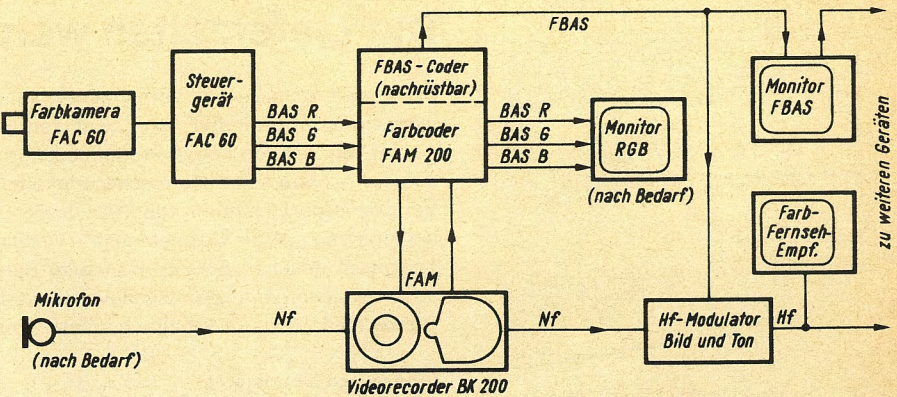 FBAS
Farbkamera
FAC 60
Steuer-
gerät
FAC 60
BAS R
BAS G
BAS B
FBAS-Coder
(nachrüstbar)
Farbcoder
FAM 200
BAS R
BAS G
BAS B
Monitor
RGB
(nach Bedarf)
Monitor
FBAS
zu weiteren Geräten
Farb-
Fernseh-
Empf.
FAM
Mikrofon
(nach Bedarf)
Nf
Videorecorder BK 200
Nf
Hf-Modulator
Bild und Ton
Hf